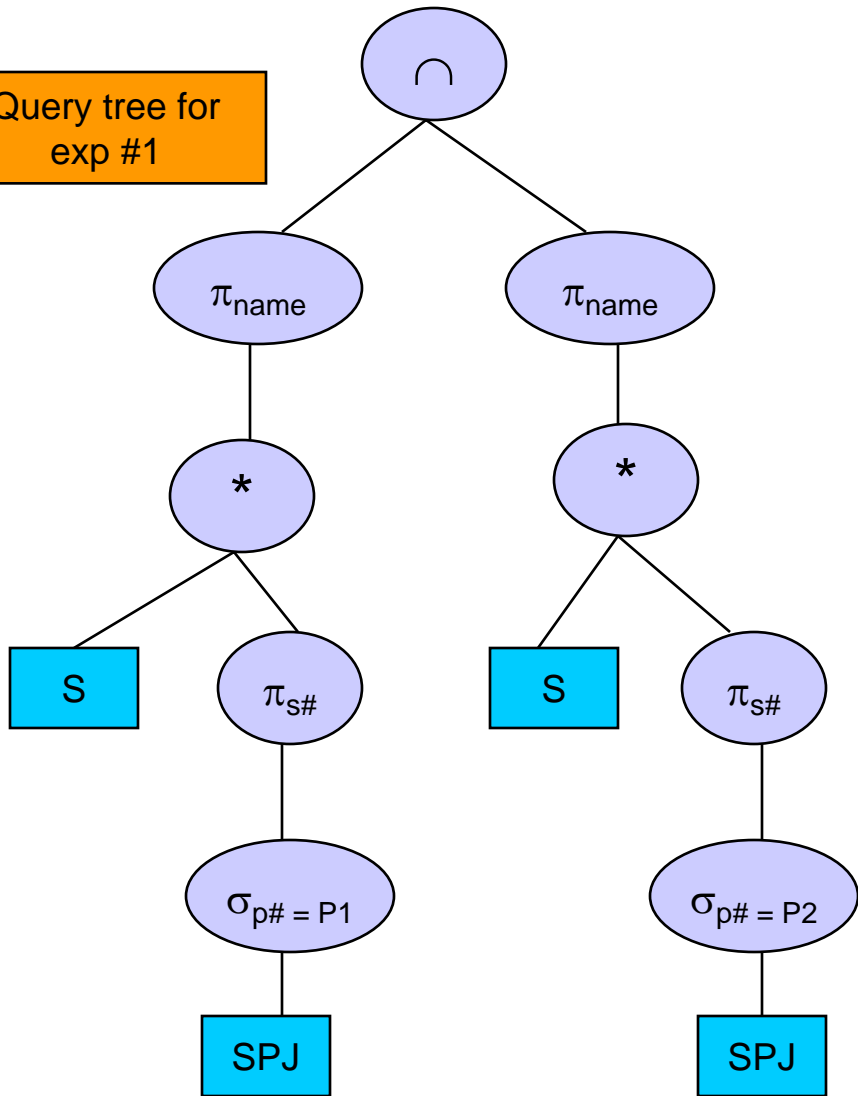 ∩
Query tree for
exp #1
πname
πname
*
*
S
πs#
S
πs#
σp# = P1
σp# = P2
SPJ
SPJ